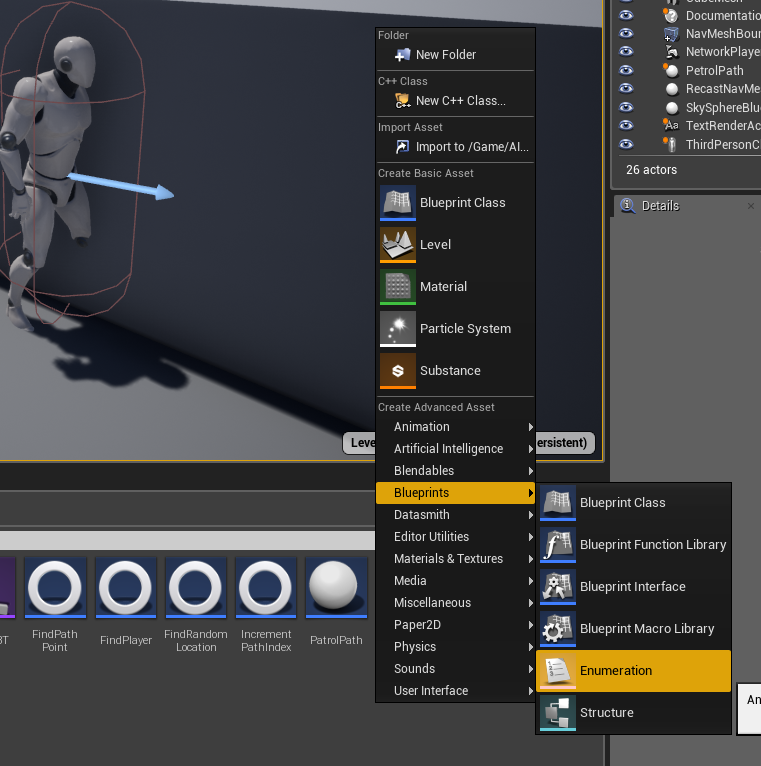 Folder
New Folder
C++ Class
New C++ Class...
Import Asset
Import to /Game/AI...
Create Basic Asset
Blueprint Class
Level
Material
Particle System
Substance
Create Advanced Asset
Animation
Artificial Intelligence
Blendables
Blueprints
Datasmith
Editor Utilities
Materials & Textures
Media
Miscellaneous
Paper2D
Physics
Sounds
User Interface
Blueprint Class
Blueprint Function Library
Blueprint Interface
Blueprint Macro Library
Enumeration
Structure
An
Leve
ersistent)
Documentatio
NavMeshBour
NetworkPlaye
PetrolPath
RecastNavMe
SkySphereBlu
TextRenderAc
ThirdPersonC
26 actors
Details
BT
FindPath
Point
FindPlayer
FindRandom
Location
Increment
PathIndex
PatrolPath